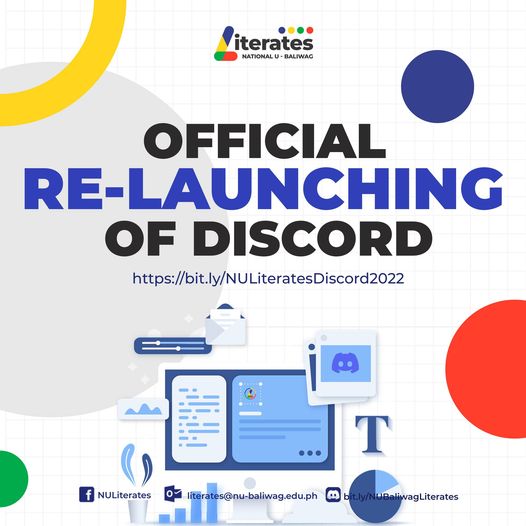 Literates
NATIONAL U - BALIWAG
OFFICIAL
RE-LAUNCHING
OF DISCORD
https://bit.ly/NULiteratesDiscord2022
T
NULiterates
literates@nu-baliwag.edu.ph
bit.ly/NUBaliwagLiterates